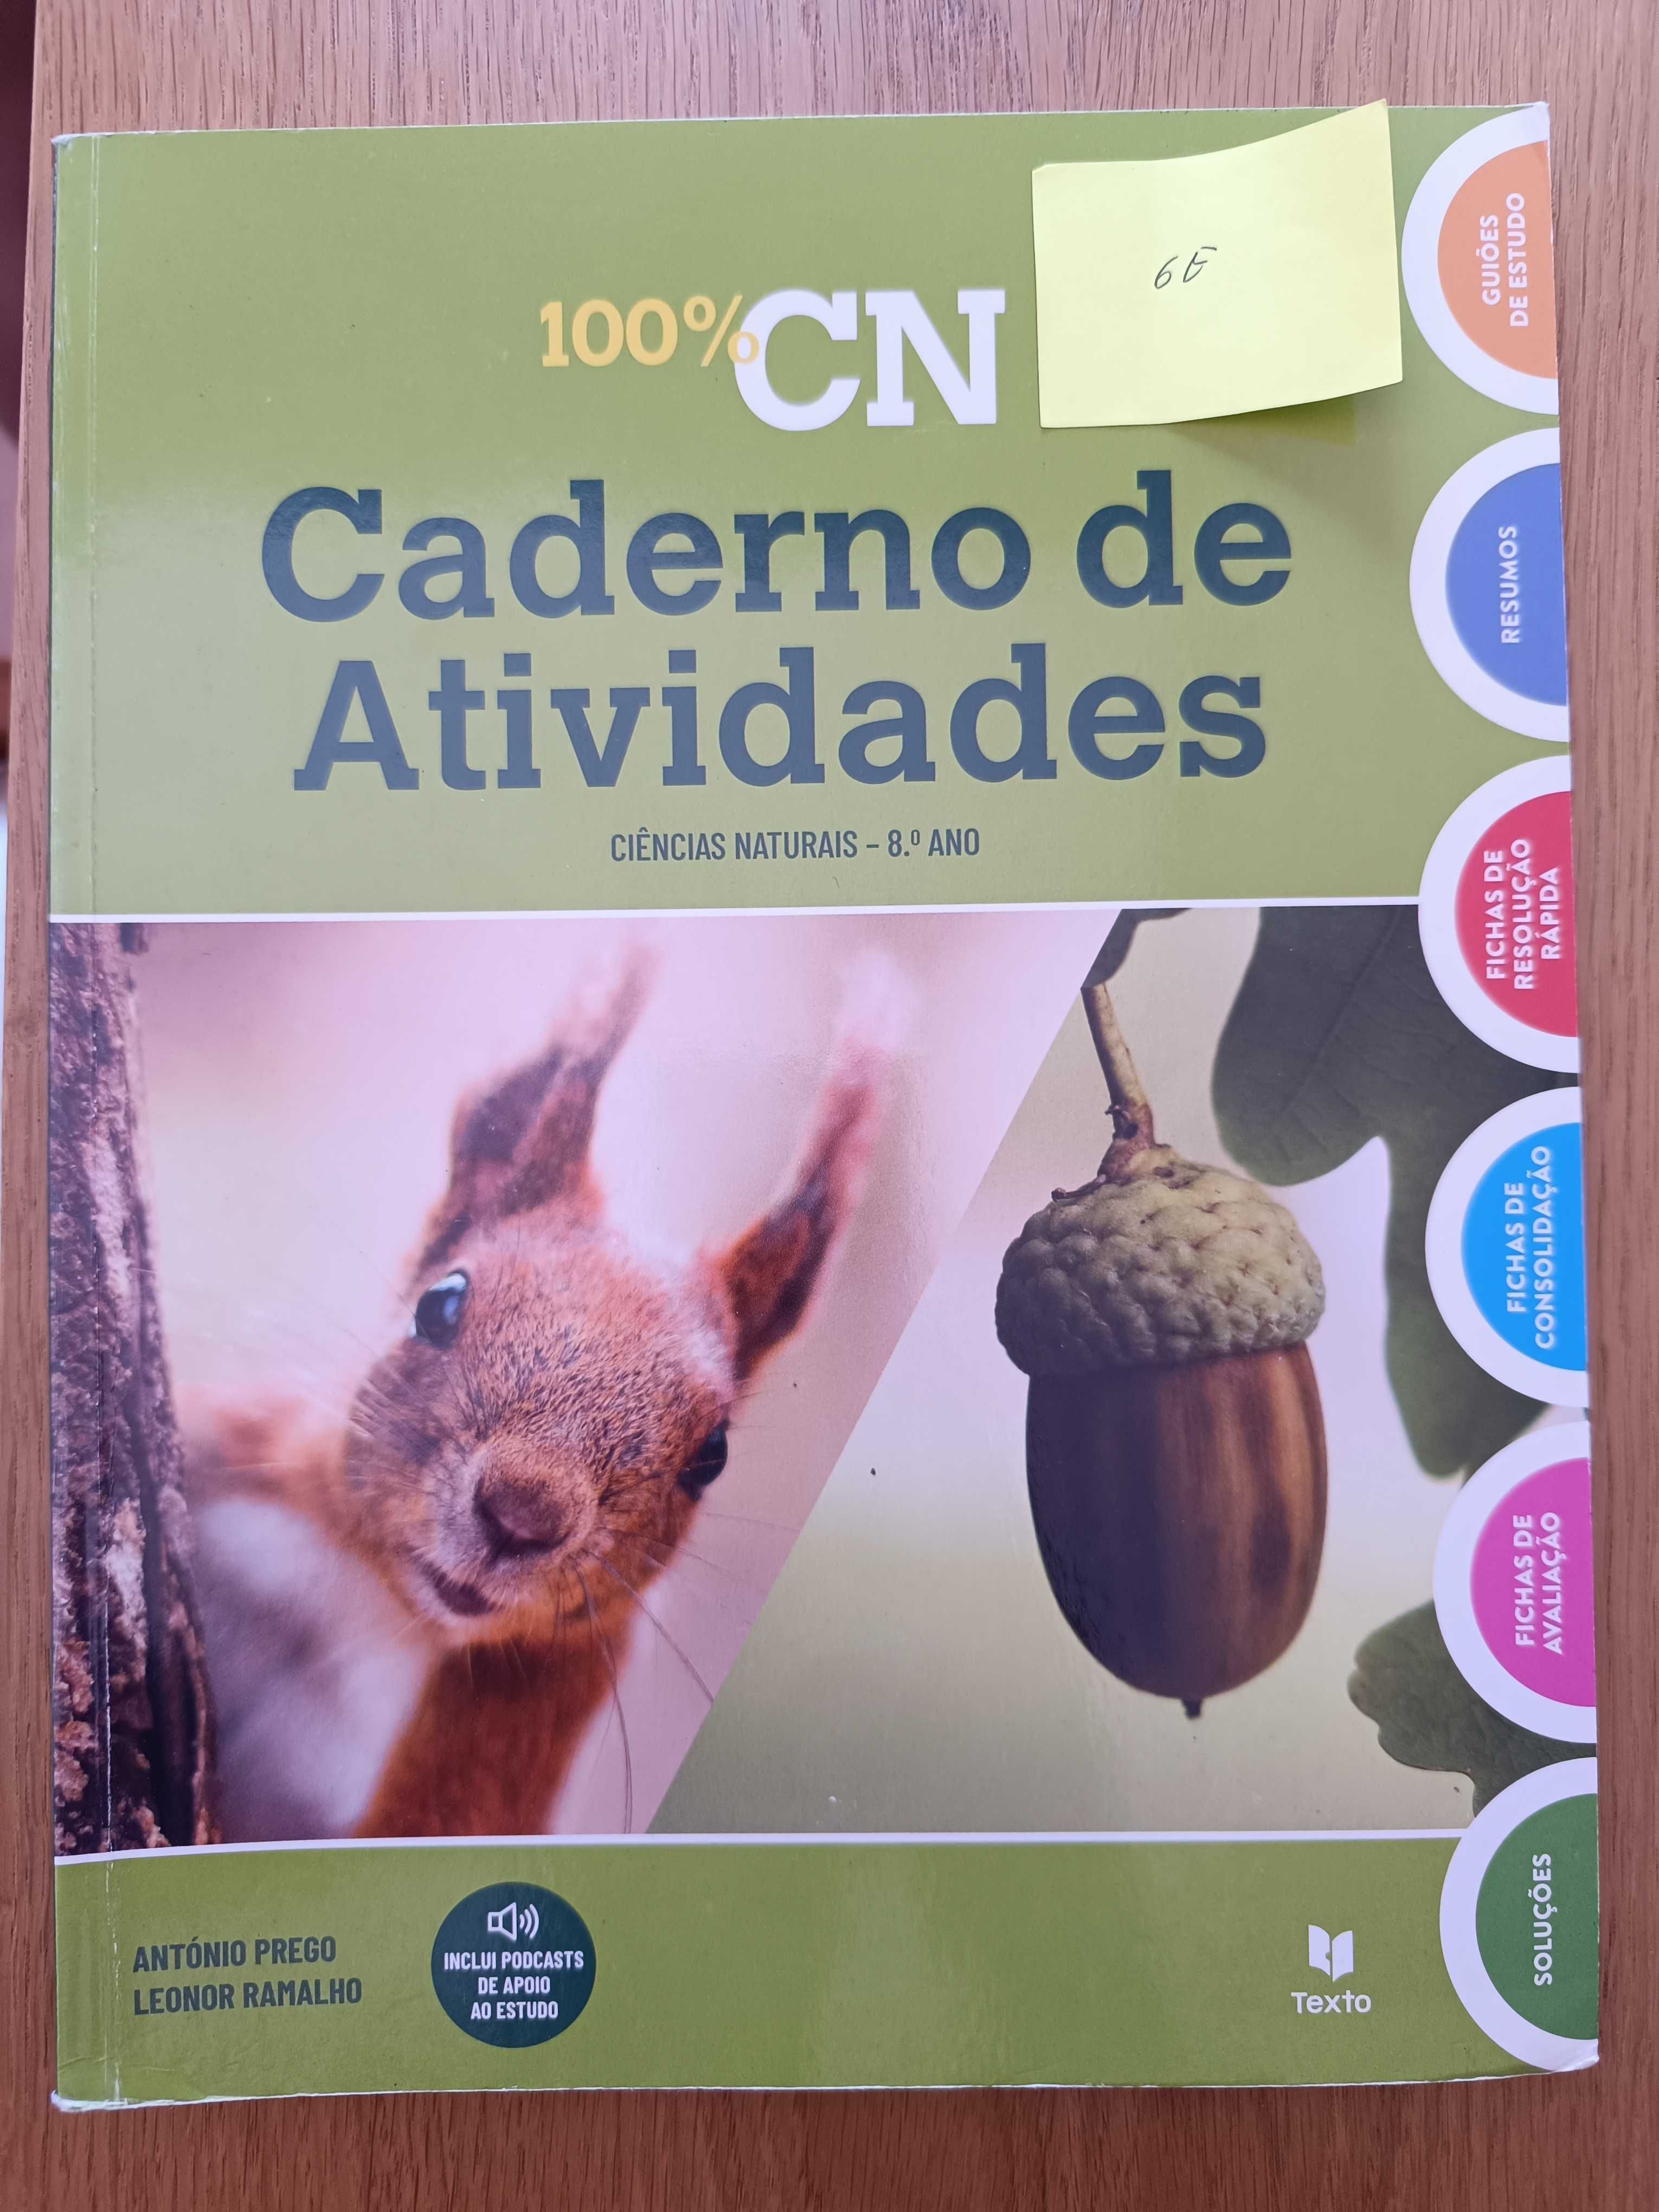 6E
100%CN
Caderno de
Atividades
CIÊNCIAS NATURAIS – 8.º ANO
GUIÕES
DE ESTUDO
RESUMOS
FICHAS DE
RESOLUÇÃO
RÁPIDA
FICHAS DE
CONSOLIDAÇÃO
FICHAS DE
AVALIAÇÃO
SOLUÇÕES
ANTÓNIO PREGO
LEONOR RAMALHO
INCLUI PODCASTS
DE APOIO
AO ESTUDO
Texto